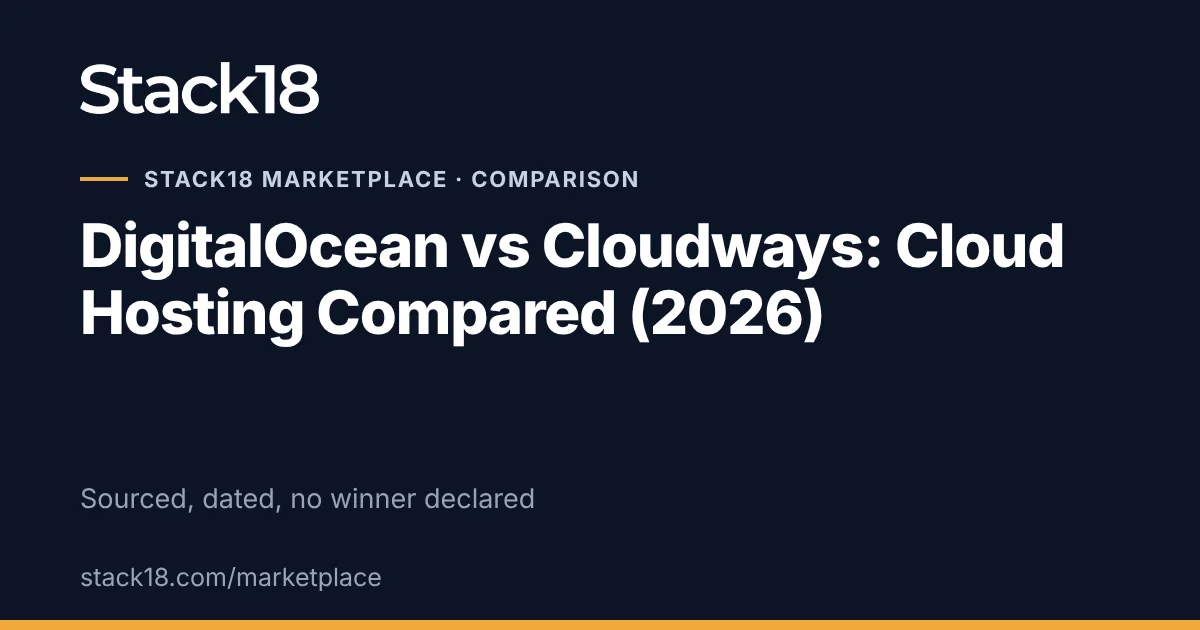 Stack18
STACK18 MARKETPLACE · COMPARISON
DigitalOcean vs Cloudways: Cloud
Hosting Compared (2026)
Sourced, dated, no winner declared
stack18.com/marketplace